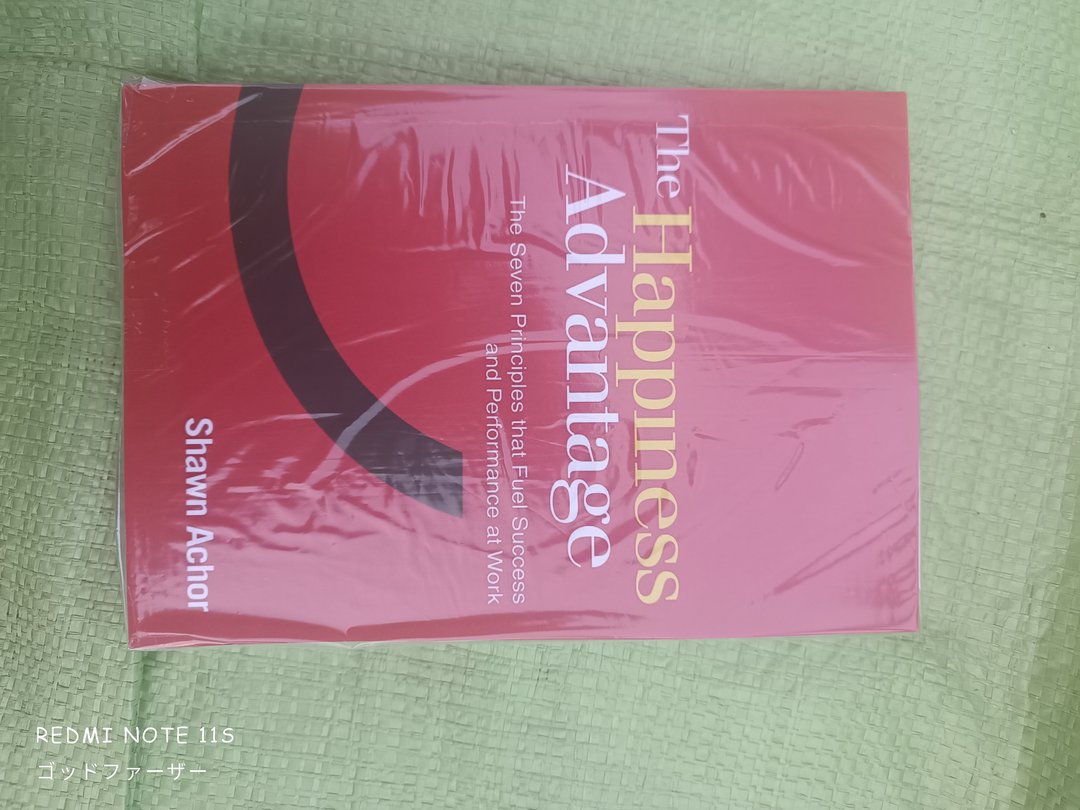 The Happiness
Advantage
The Seven Principles that Fuel Success
and Performance at Work
Shawn Achor
REDMI NOTE 11S
ゴッドファーザー